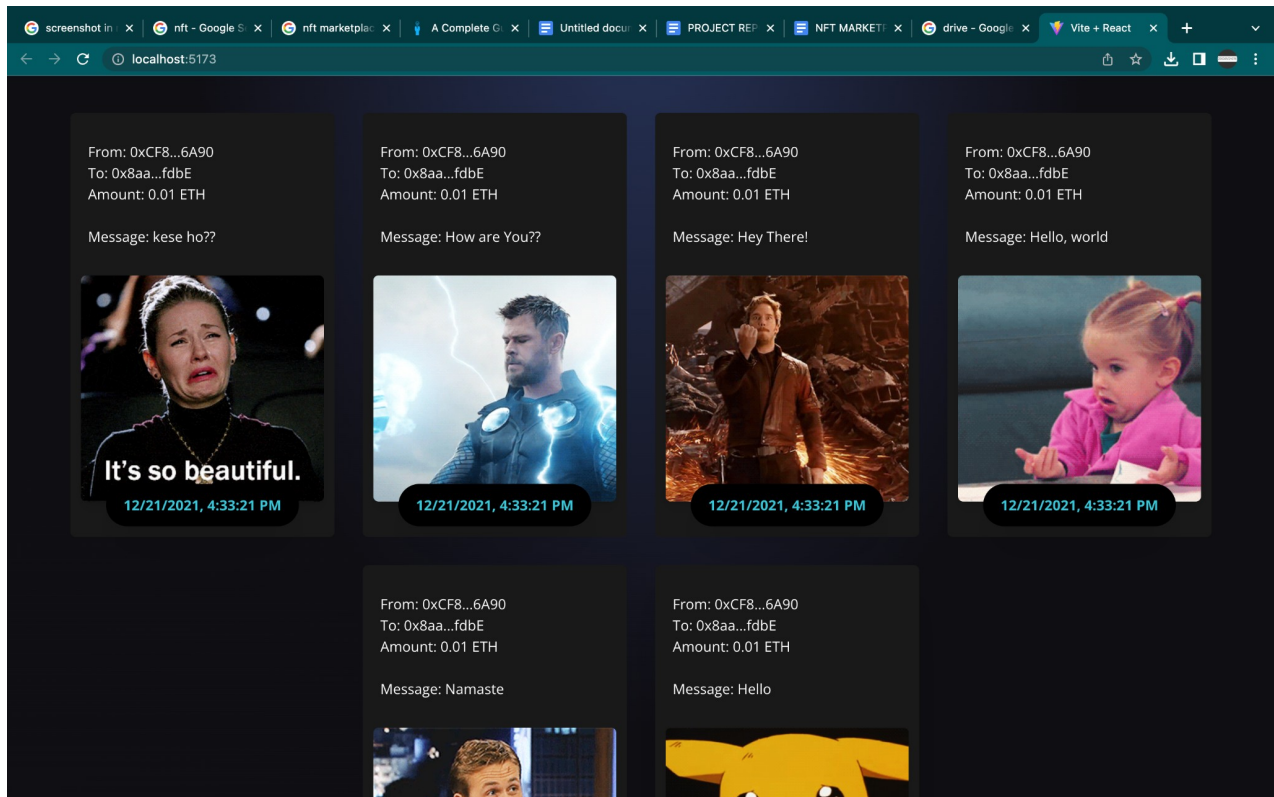 screenshot in
nft - Google S
nft marketplac
A Complete Gu
Untitled docum
PROJECT REP
NFT MARKETP
drive - Google
Vite + React
localhost:5173
From: 0xCF8...6A90
To: 0x8aa...fdbE
Amount: 0.01 ETH
Message: kese ho??
It's so beautiful.
12/21/2021, 4:33:21 PM
From: 0xCF8...6A90
To: 0x8aa...fdbE
Amount: 0.01 ETH
Message: How are You??
12/21/2021, 4:33:21 PM
From: 0xCF8...6A90
To: 0x8aa...fdbE
Amount: 0.01 ETH
Message: Hey There!
12/21/2021, 4:33:21 PM
From: 0xCF8...6A90
To: 0x8aa...fdbE
Amount: 0.01 ETH
Message: Hello, world
12/21/2021, 4:33:21 PM
From: 0xCF8...6A90
To: 0x8aa...fdbE
Amount: 0.01 ETH
Message: Namaste
From: 0xCF8...6A90
To: 0x8aa...fdbE
Amount: 0.01 ETH
Message: Hello